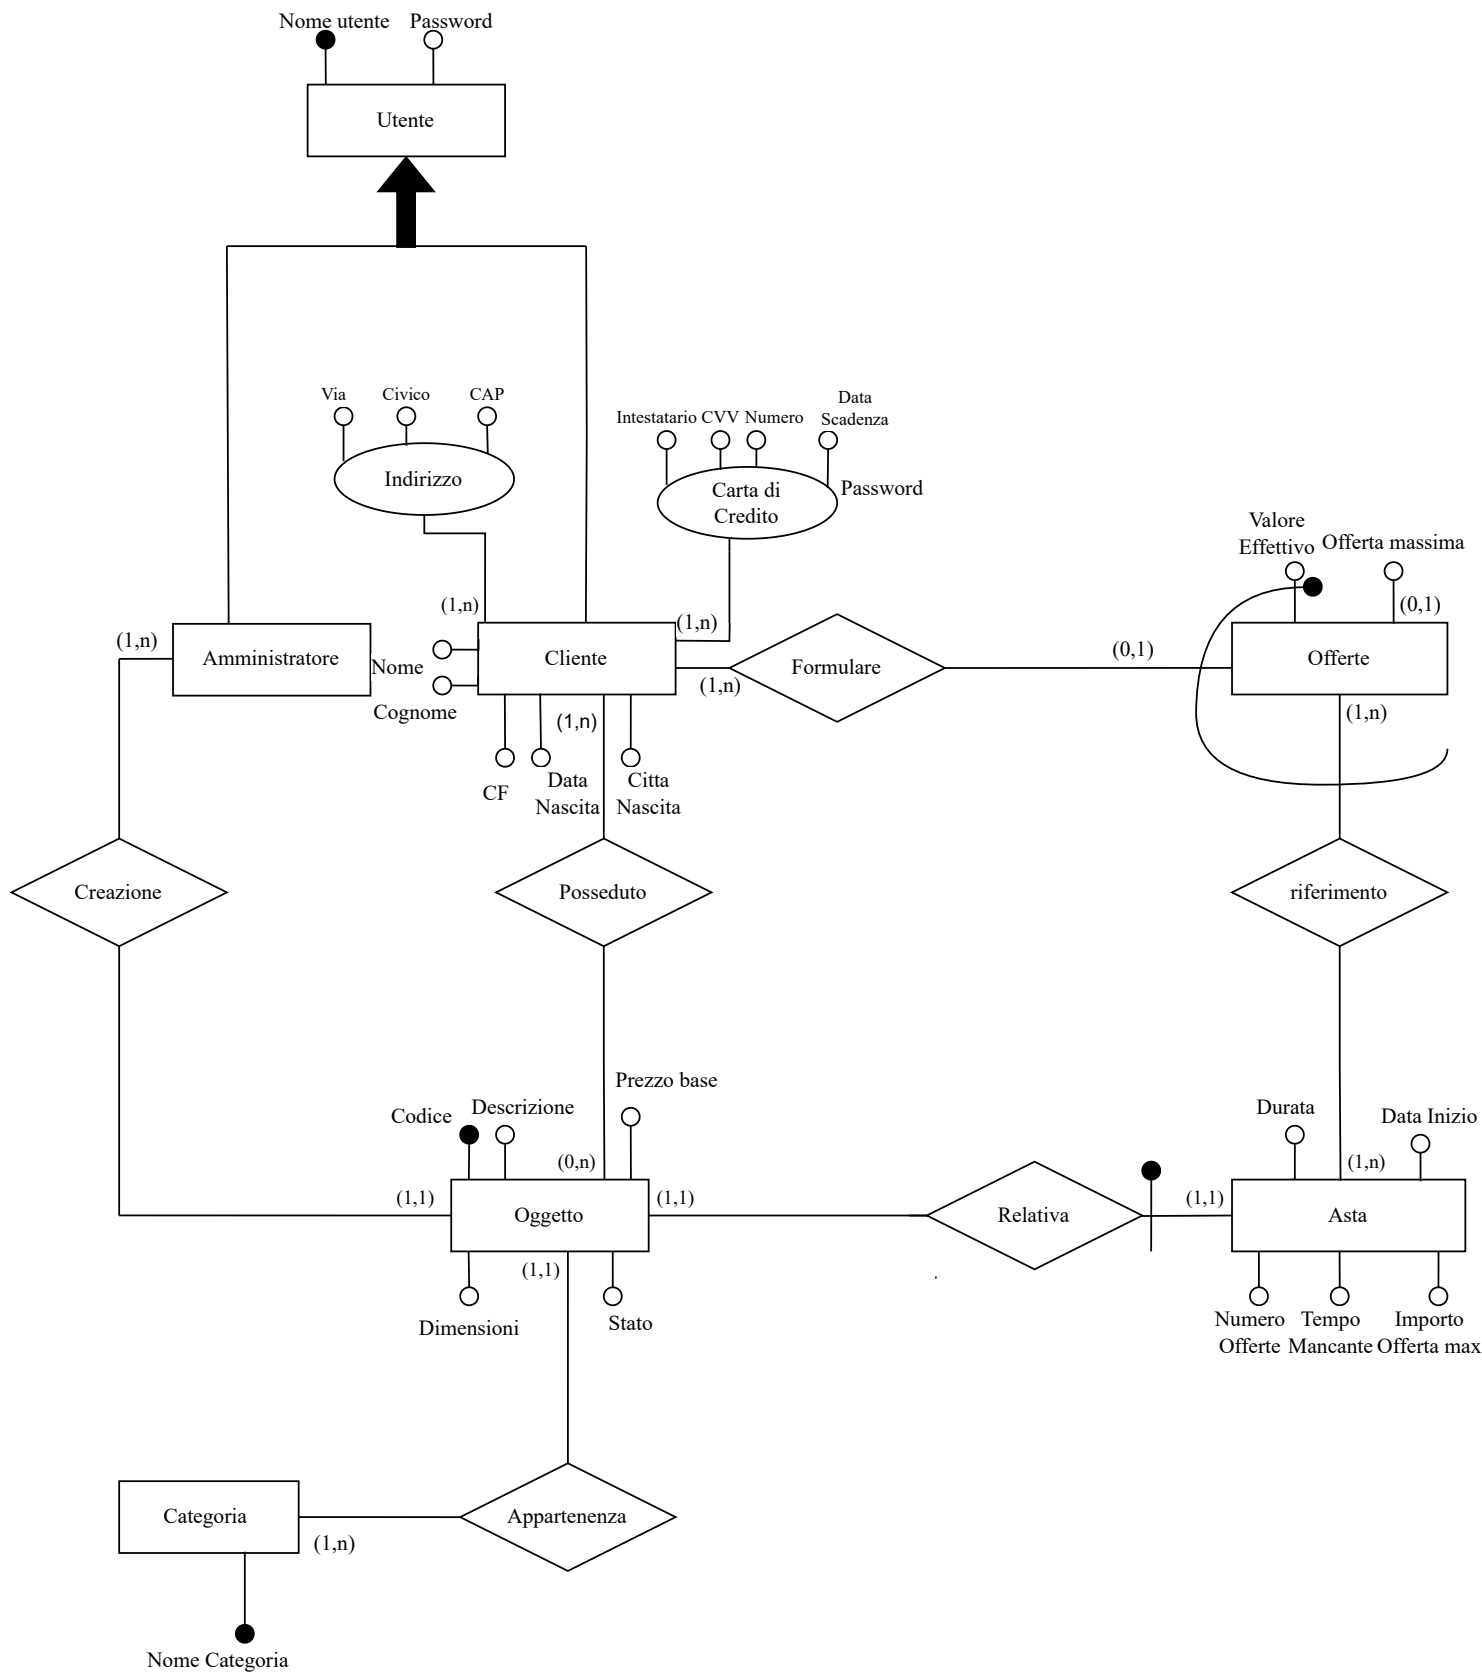 Nome utente
Password
Utente
Via
Civico
CAP
Indirizzo
Data
Scadenza
Intestatario
CVV
Numero
Carta di
Credito
Password
Valore
Effettivo
Offerta massima
(0,1)
(1,n)
(1,n)
(1,n)
Amministratore
Nome
Cognome
Cliente
(1,n)
Formulare
(0,1)
Offerte
(1,n)
(1,n)
CF
Data
Nascita
Citta
Nascita
Creazione
Posseduto
riferimento
Prezzo base
Codice
Descrizione
Durata
Data Inizio
(0,n)
(1,n)
(1,1)
Oggetto
(1,1)
Relativa
(1,1)
Asta
(1,1)
Dimensioni
Stato
Numero
Offerte
Tempo
Mancante
Importo
Offerta max
Categoria
(1,n)
Appartenenza
Nome Categoria